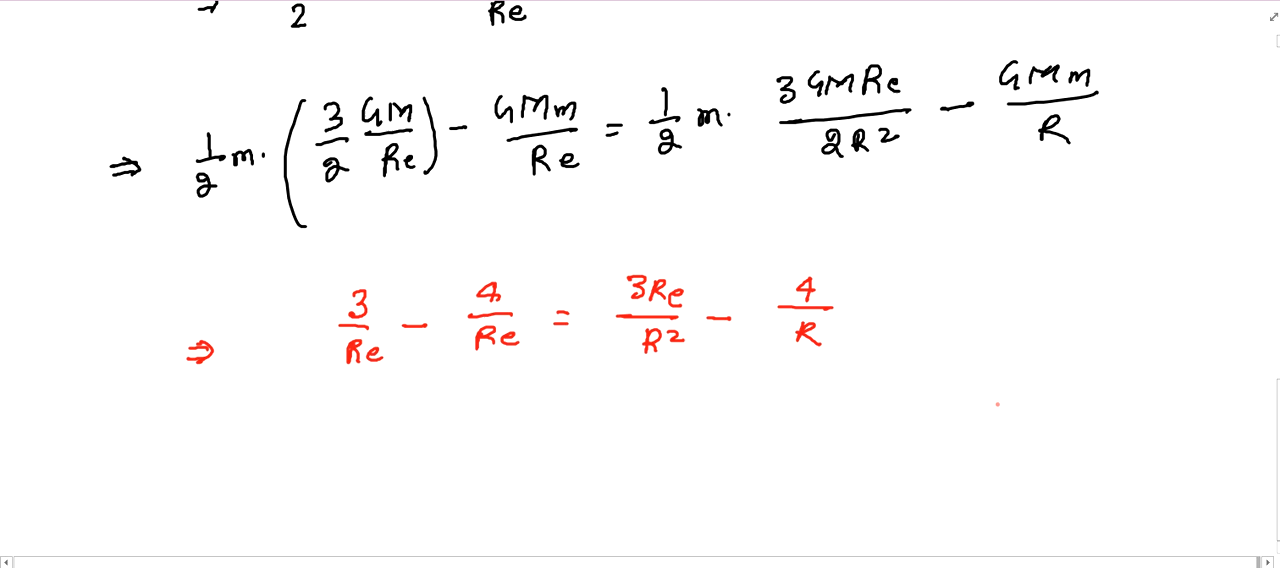 2 Re
⇒ 1/2 m. (3/2 GM/Re) - GMm/Re = 1/2 m. 3GMRe/2R² - GMm/R
⇒ 3/Re - 4/Re = 3Re/R² - 4/R